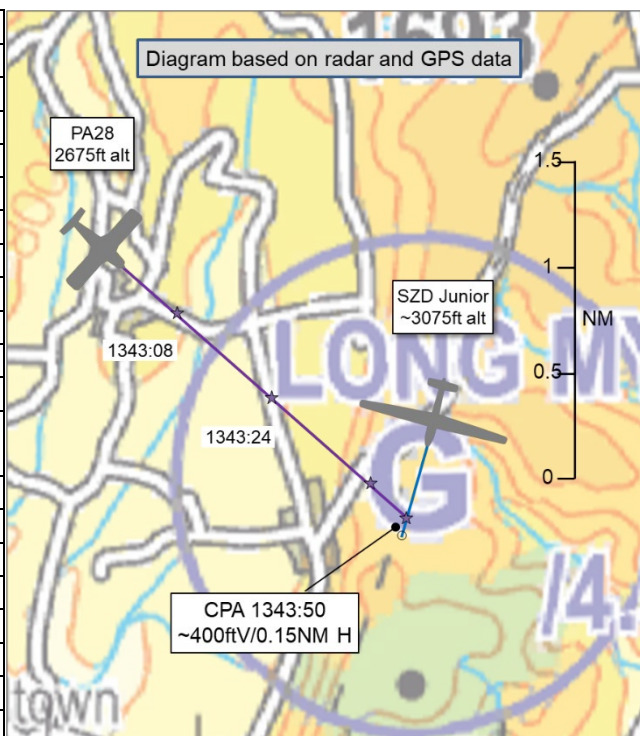 Diagram based on radar and GPS data
PA28
2675ft alt
1.5
1
SZD Junior
~3075ft alt
NM
LONG MY
1343:08
0.5
1343:24
G
0
CPA 1343:50
~400ftV/0.15NM H
town